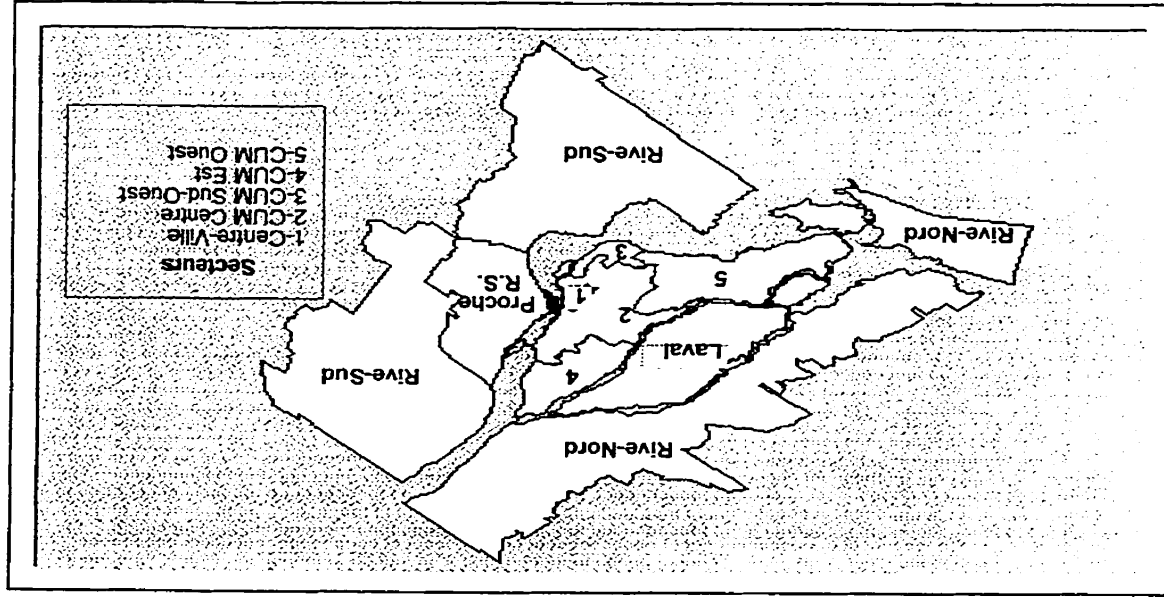 Rive-Nord
Rive-Sud
4
Laval
2
5
1
Proche
R.S.
3
Rive-Nord
Rive-Sud
Secteurs
1-Centre-Ville
2-CUM Centre
3-CUM Sud-Ouest
4-CUM Est
5-CUM Ouest